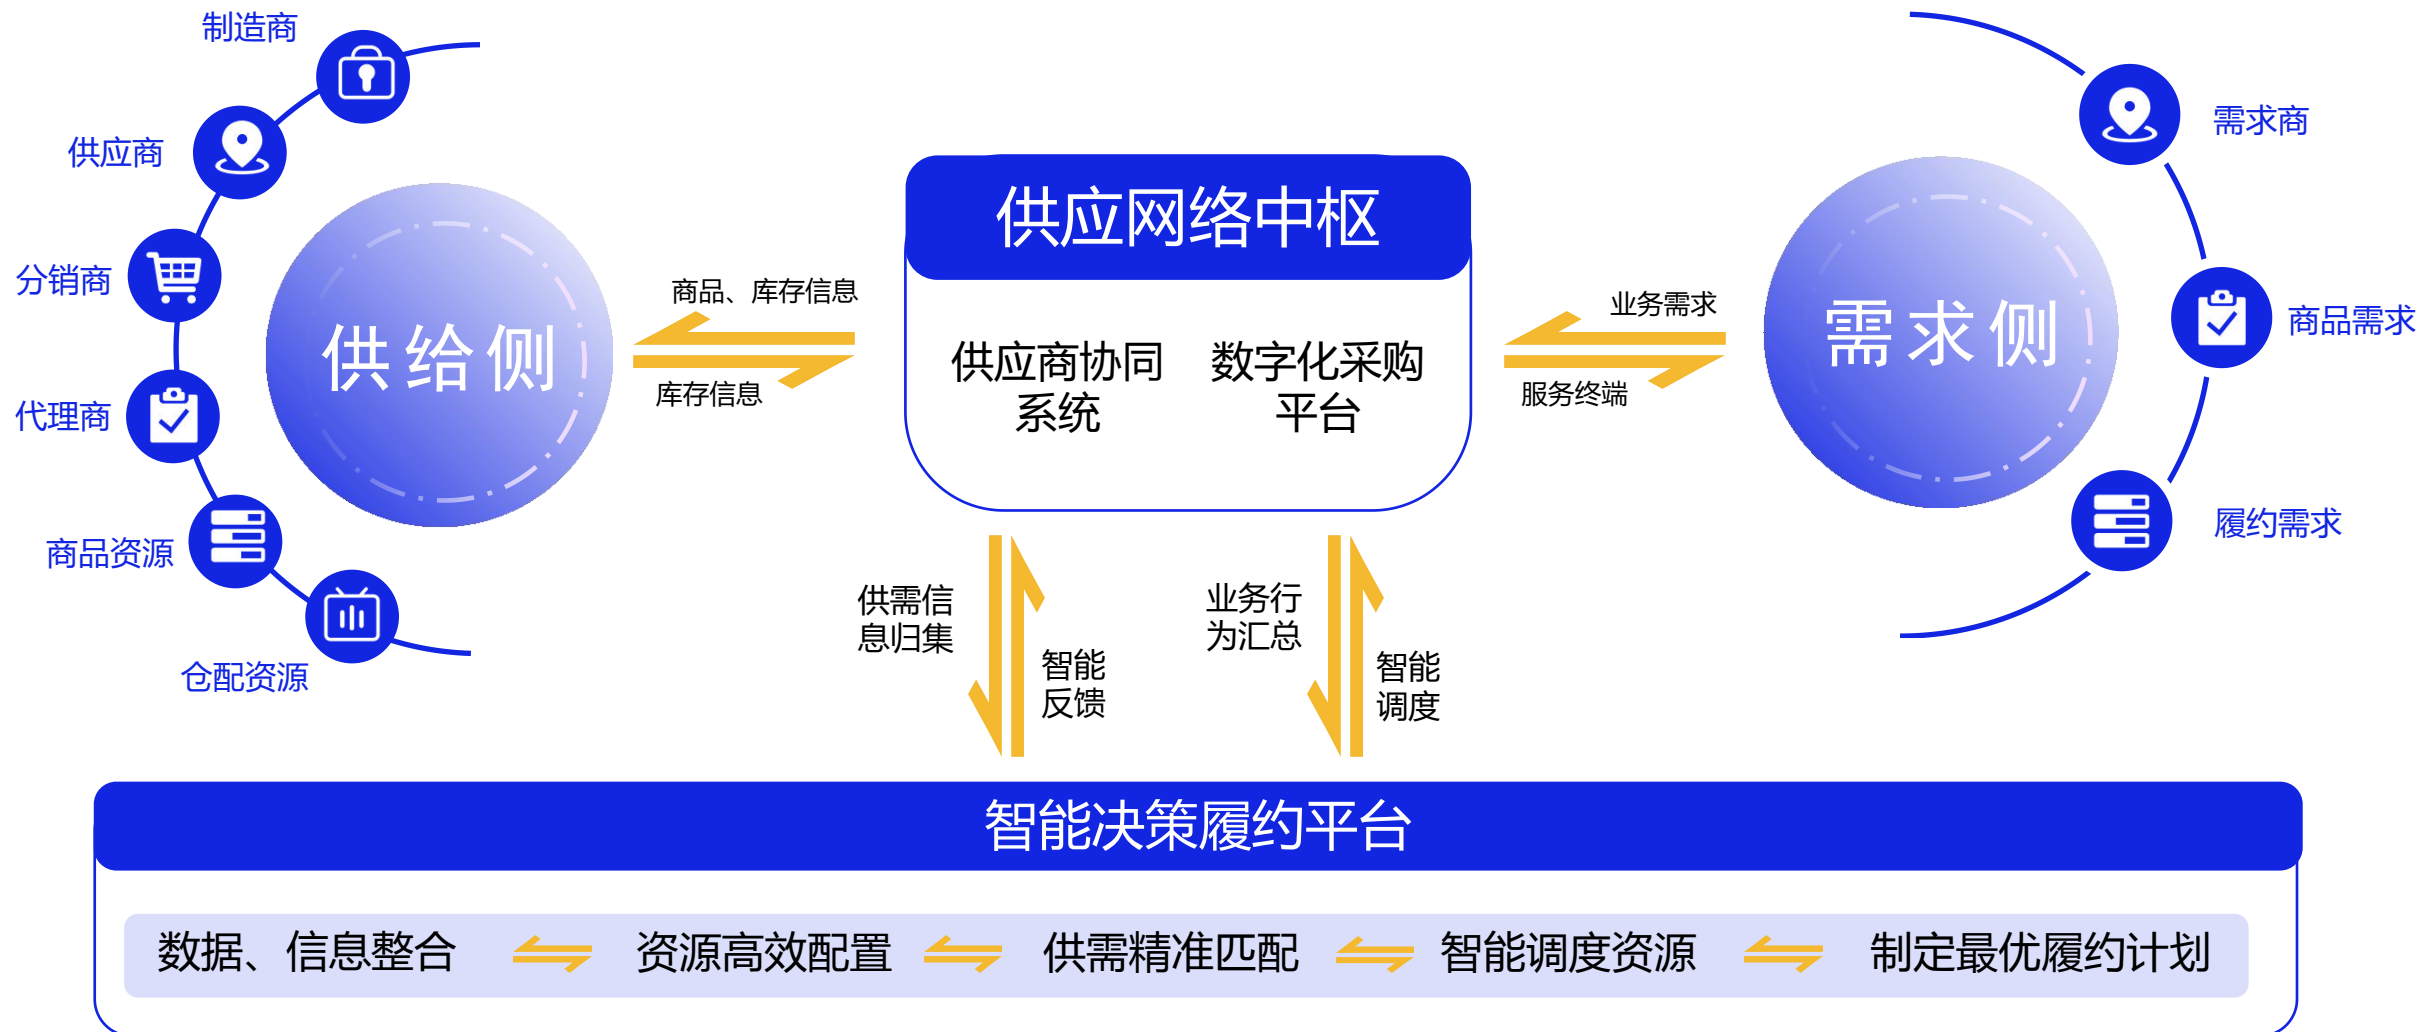 制造商
供应商
分销商
代理商
商品资源
仓配资源
供给侧
商品、库存信息
库存信息
供应网络中枢
供应商协同
系统
数字化采购
平台
业务需求
服务终端
需求侧
需求商
商品需求
履约需求
供需信
息归集
智能
反馈
业务行
为汇总
智能
调度
智能决策履约平台
数据、信息整合
资源高效配置
供需精准匹配
智能调度资源
制定最优履约计划